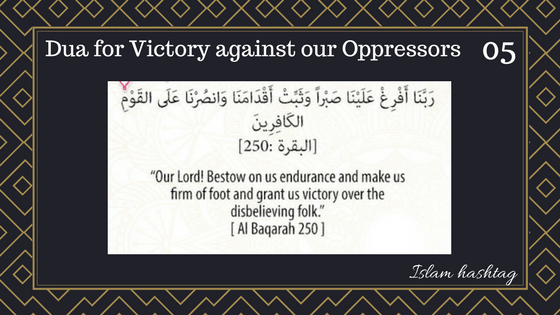 Dua for Victory against our Oppressors 05
رَبَّنَا أَفْرِغْ عَلَيْنَا صَبْراً وَثَبِّتْ أَقْدَامَنَا وَانصُرْنَا عَلَى القَوْمِ
الكَافِرِينَ
[البقرة :250]
“Our Lord! Bestow on us endurance and make us
firm of foot and grant us victory over the
disbelieving folk.”
[ Al Baqarah 250 ]
Islam hashtag